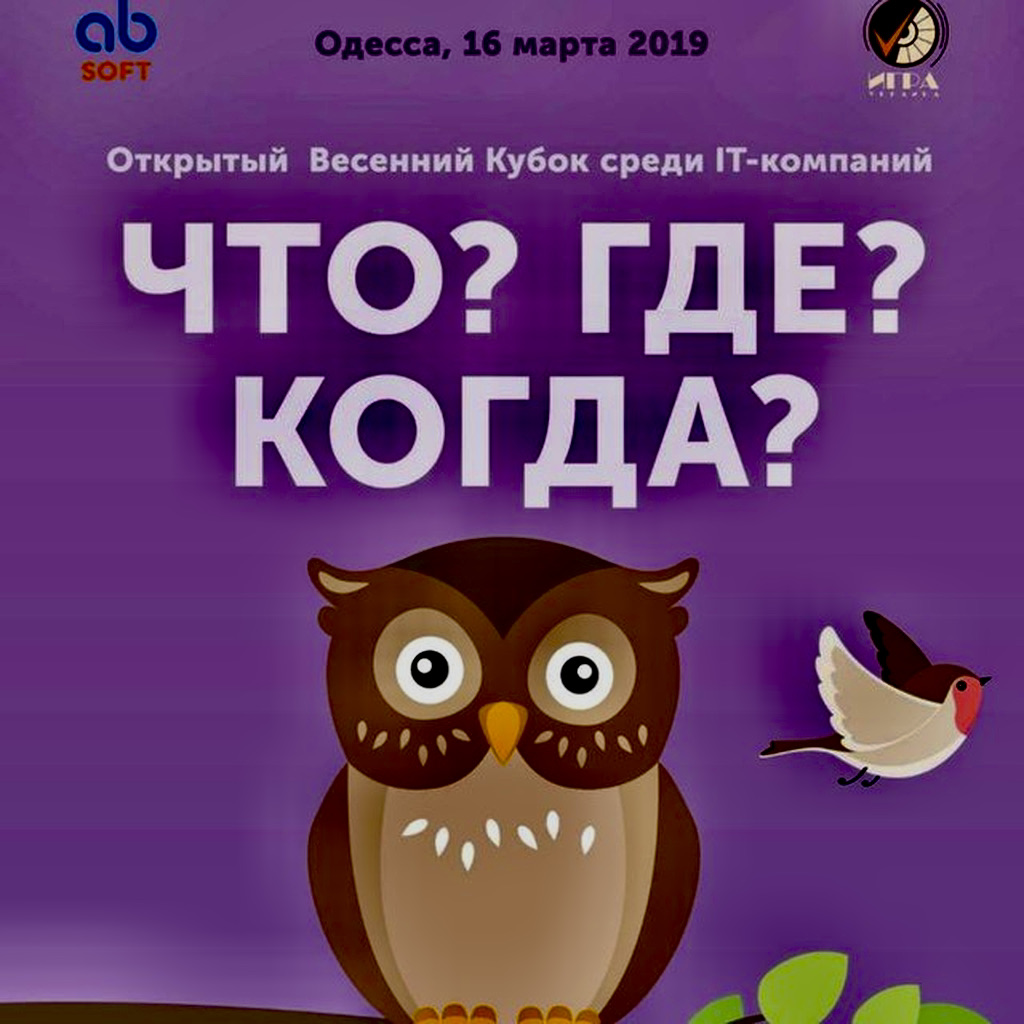 ab
SOFT
Одесса, 16 марта 2019
ИГРА
Открытый Весенний Кубок среди IT-компаний
ЧТО? ГДЕ?
КОГДА?